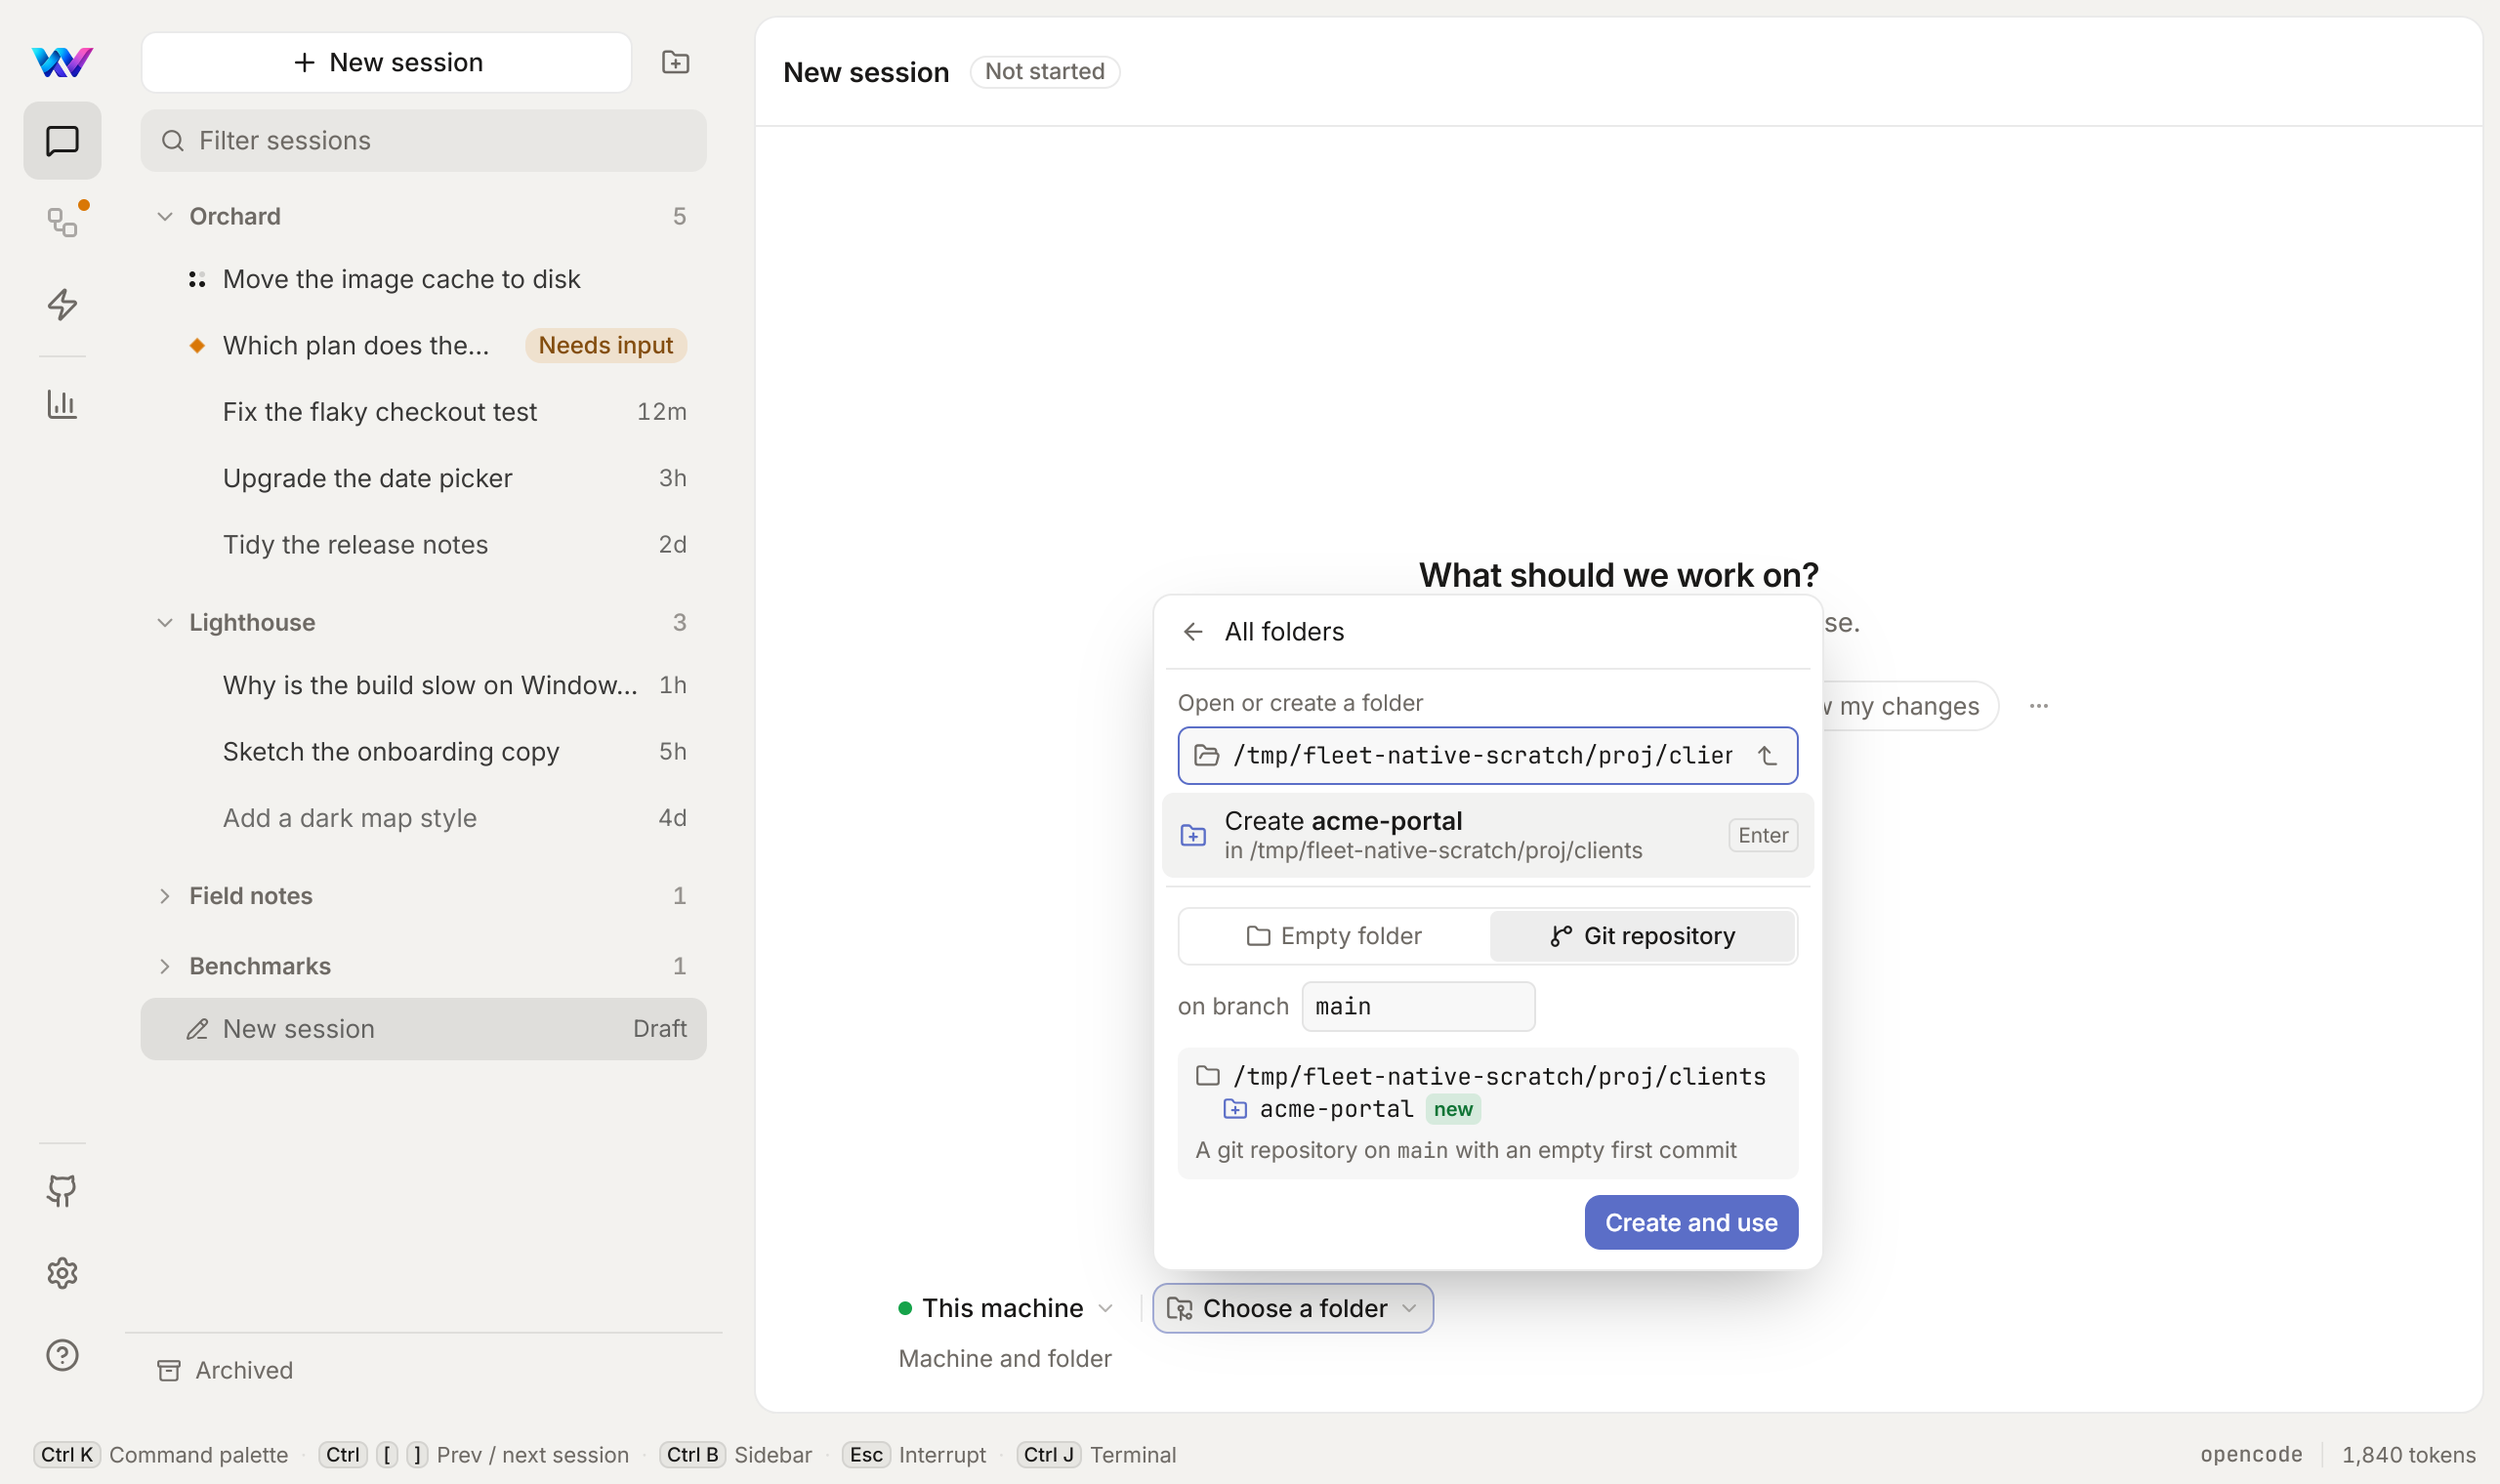 New session
Filter sessions
Orchard 5
Move the image cache to disk
Which plan does the... Needs input
Fix the flaky checkout test 12m
Upgrade the date picker 3h
Tidy the release notes 2d
Lighthouse 3
Why is the build slow on Window... 1h
Sketch the onboarding copy 5h
Add a dark map style 4d
Field notes 1
Benchmarks 1
New session Draft
Archived
New session Not started
What should we work on?
se.
my changes
All folders
Open or create a folder
/tmp/fleet-native-scratch/proj/clier
Create acme-portal
in /tmp/fleet-native-scratch/proj/clients
Enter
Empty folder Git repository
on branch main
/tmp/fleet-native-scratch/proj/clients
acme-portal new
A git repository on main with an empty first commit
Create and use
This machine Choose a folder
Machine and folder
Ctrl K Command palette · Ctrl [ ] Prev / next session · Ctrl B Sidebar · Esc Interrupt · Ctrl J Terminal
opencode 1,840 tokens